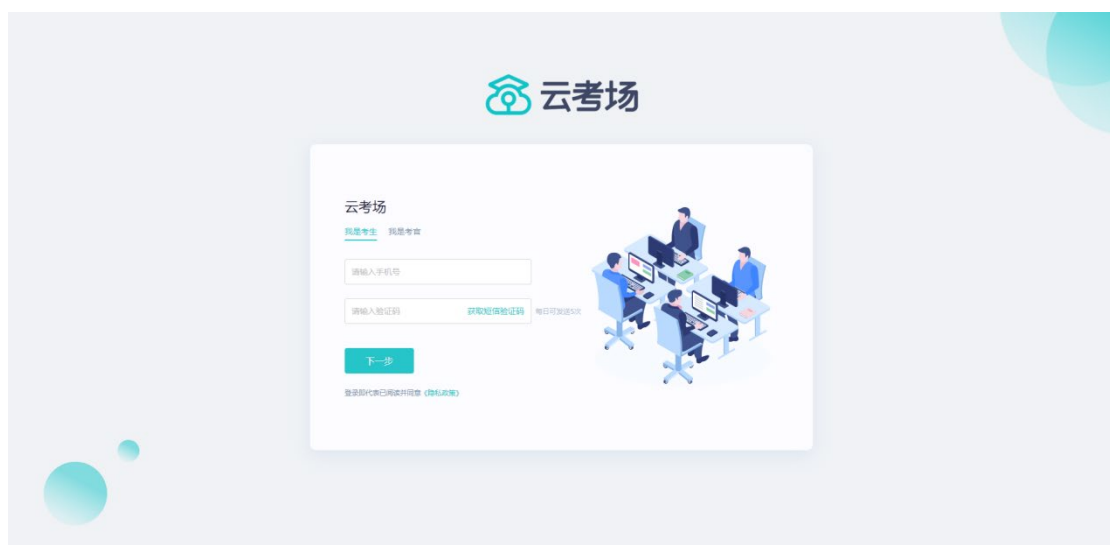 云考场
云考场
我是考生 我是考官
请输入手机号
请输入验证码 获取短信验证码 每日可发送5次
下一步
登录即代表已阅读并同意《隐私政策》